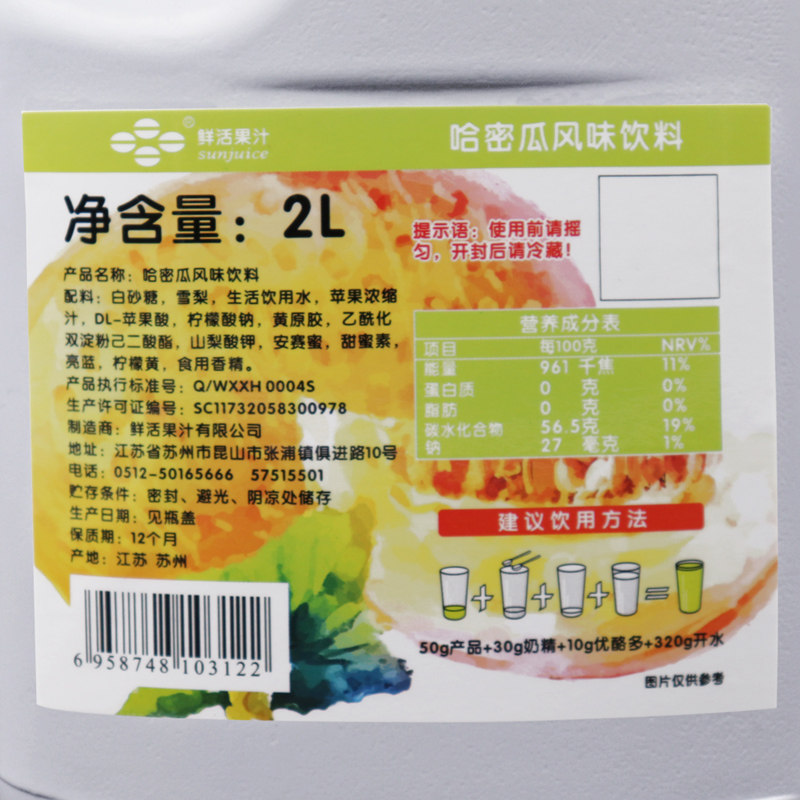 鲜活果汁®
sunjuice
哈密瓜风味饮料
净含量：2L
提示语：使用前请摇
匀，开封后请冷藏！
产品名称：哈密瓜风味饮料
配料：白砂糖，雪梨，生活饮用水，苹果浓缩
汁，DL-苹果酸，柠檬酸钠，黄原胶，乙酰化
双淀粉己二酸酯，山梨酸钾，安赛蜜，甜蜜素，
亮蓝，柠檬黄，食用香精。
产品执行标准号：Q/WXXH 0004S
生产许可证编号：SC11732058300978
制造商：鲜活果汁有限公司
地址：江苏省苏州市昆山市张浦镇俱进路10号
电话：0512-50165666 57515501
贮存条件：密封、避光、阴凉处储存
生产日期：见瓶盖
保质期：12个月
产地：江苏 苏州
6 958748 103122
营养成分表
项目 每100克 NRV%
能量 961 千焦 11%
蛋白质 0 克 0%
脂肪 0 克 0%
碳水化合物 56.5克 19%
钠 27 毫克 1%
建议饮用方法
+ + + =
50g产品+30g奶精+10g优酪多+320g开水
图片仅供参考